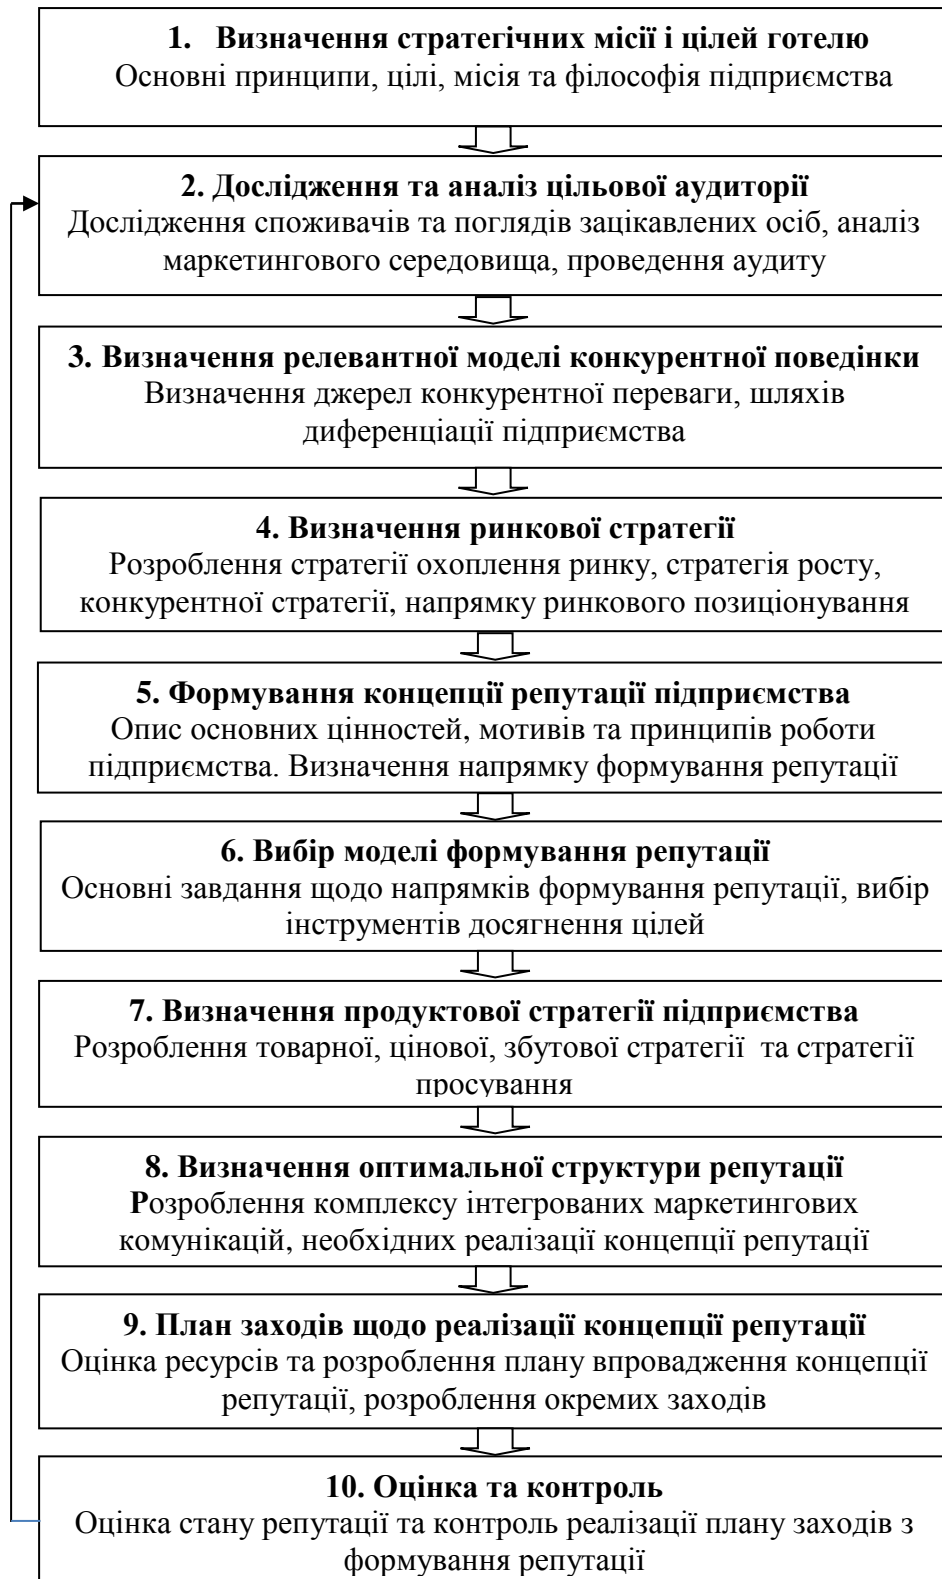 1. Визначення стратегічних місії і цілей готелю
Основні принципи, цілі, місія та філософія підприємства
2. Дослідження та аналіз цільової аудиторії
Дослідження споживачів та поглядів зацікавлених осіб, аналіз
маркетингового середовища, проведення аудиту
3. Визначення релевантної моделі конкурентної поведінки
Визначення джерел конкурентної переваги, шляхів
диференціації підприємства
4. Визначення ринкової стратегії
Розроблення стратегії охоплення ринку, стратегія росту,
конкурентної стратегії, напрямку ринкового позиціонування
5. Формування концепції репутації підприємства
Опис основних цінностей, мотивів та принципів роботи
підприємства. Визначення напрямку формування репутації
6. Вибір моделі формування репутації
Основні завдання щодо напрямків формування репутації, вибір
інструментів досягнення цілей
7. Визначення продуктової стратегії підприємства
Розроблення товарної, цінової, збутової стратегії та стратегії
просування
8. Визначення оптимальної структури репутації
Розроблення комплексу інтегрованих маркетингових
комунікацій, необхідних реалізації концепції репутації
9. План заходів щодо реалізації концепції репутації
Оцінка ресурсів та розроблення плану впровадження концепції
репутації, розроблення окремих заходів
10. Оцінка та контроль
Оцінка стану репутації та контроль реалізації плану заходів з
формування репутації